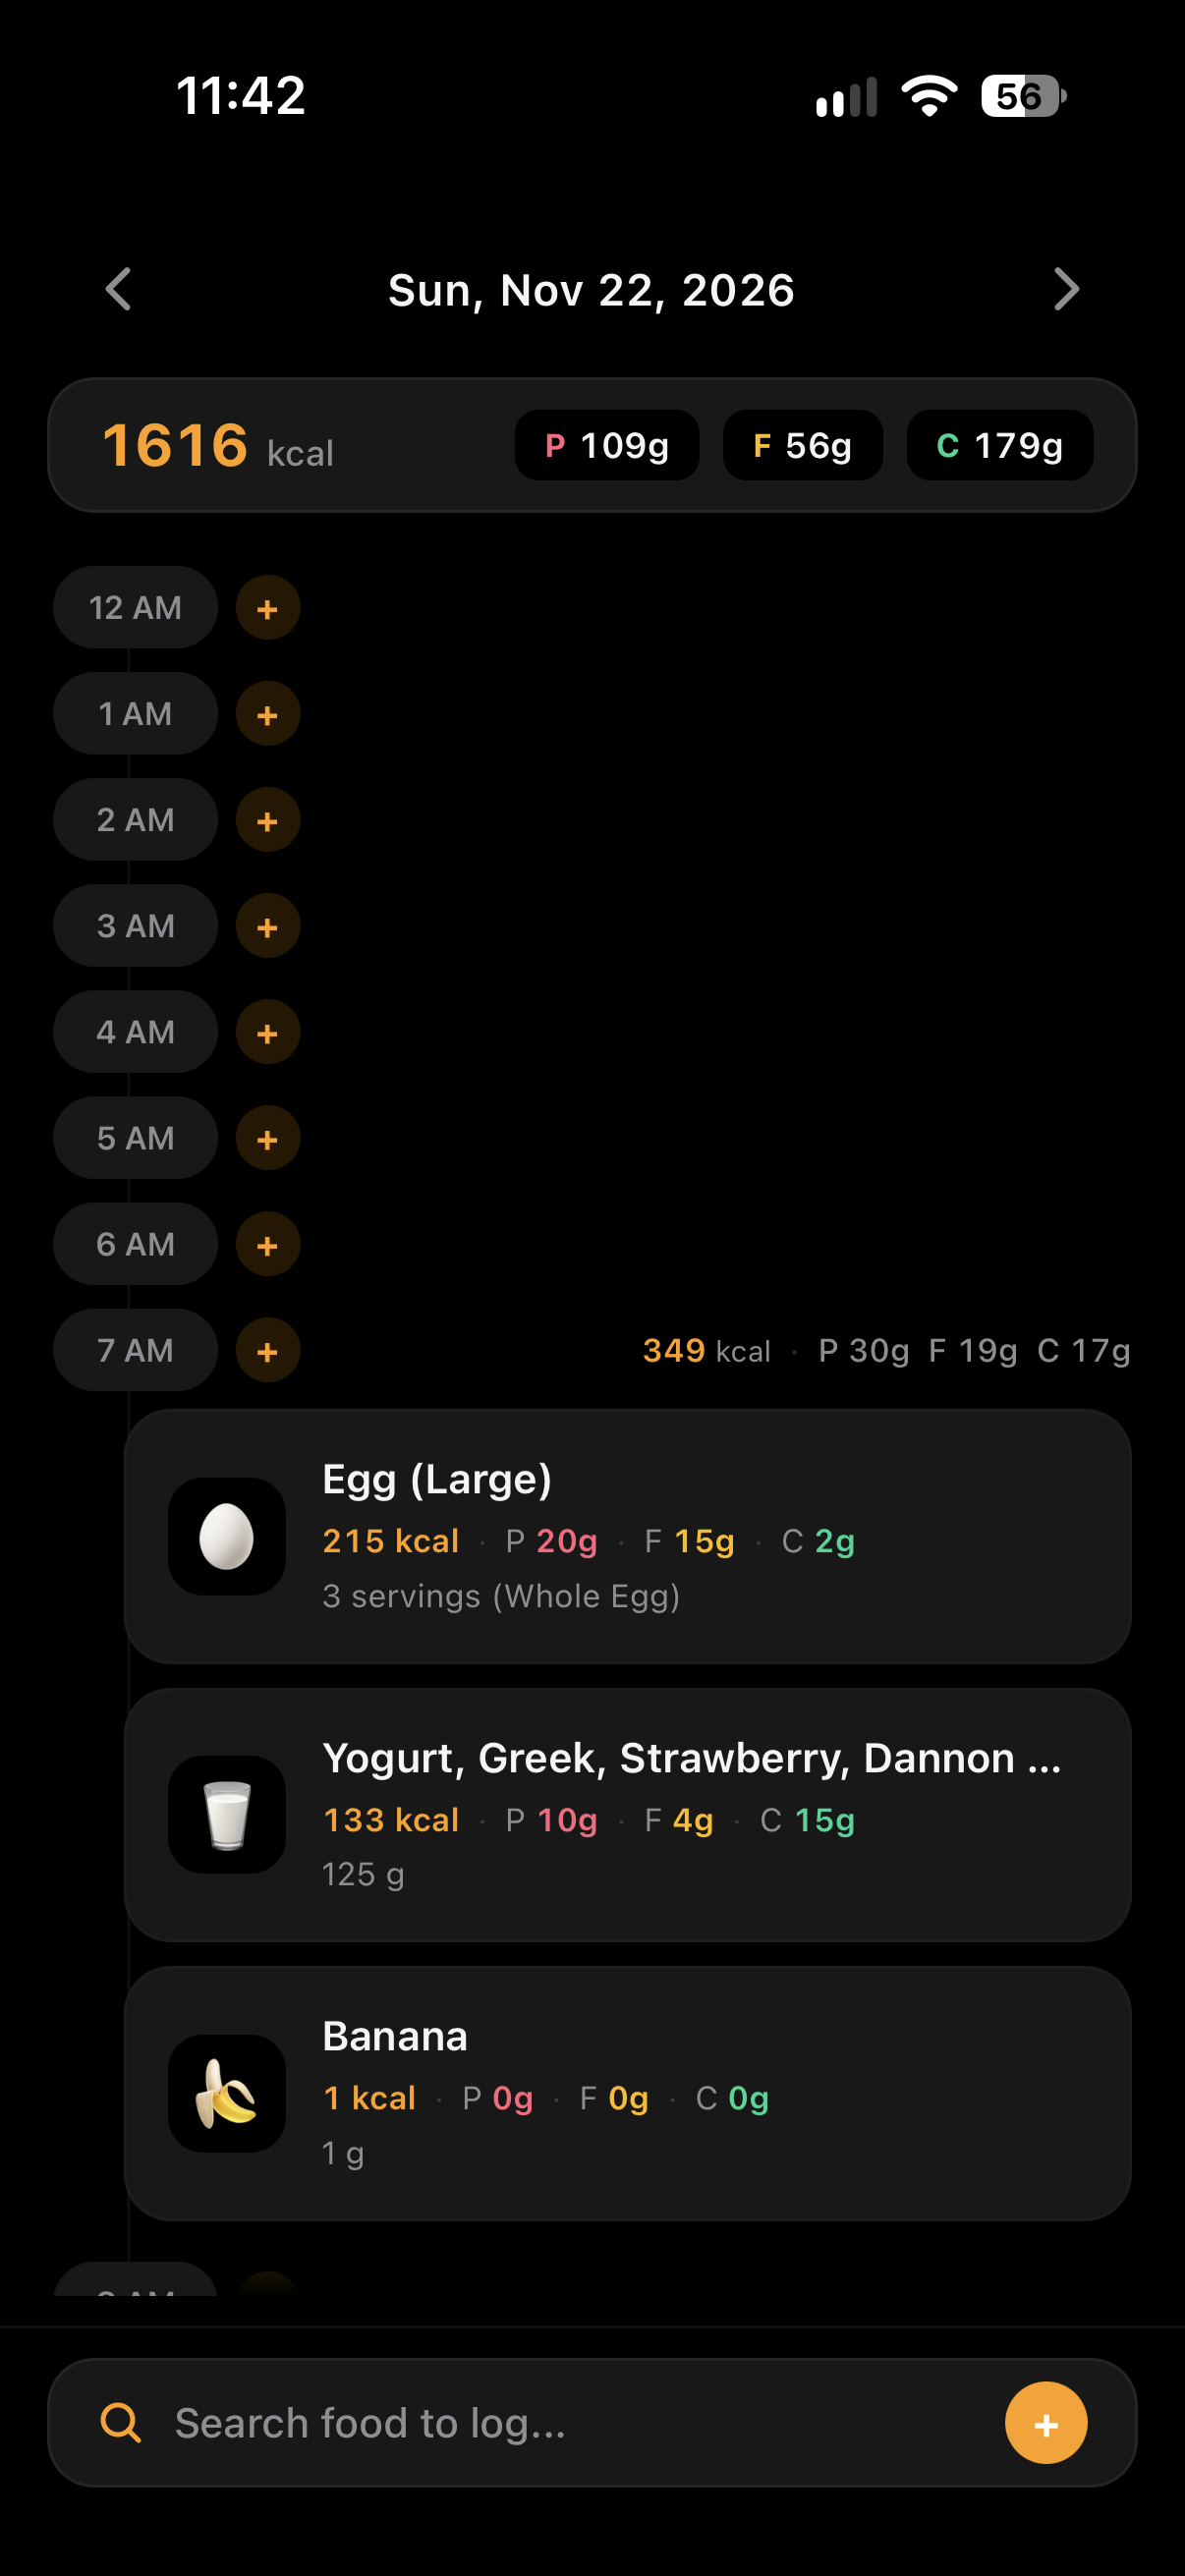 11:42
56
Sun, Nov 22, 2026
1616 kcal P 109g F 56g C 179g
12 AM +
1 AM +
2 AM +
3 AM +
4 AM +
5 AM +
6 AM +
7 AM + 349 kcal · P 30g F 19g C 17g
Egg (Large)
215 kcal · P 20g · F 15g · C 2g
3 servings (Whole Egg)
Yogurt, Greek, Strawberry, Dannon ...
133 kcal · P 10g · F 4g · C 15g
125 g
Banana
1 kcal · P 0g · F 0g · C 0g
1 g
Search food to log... +